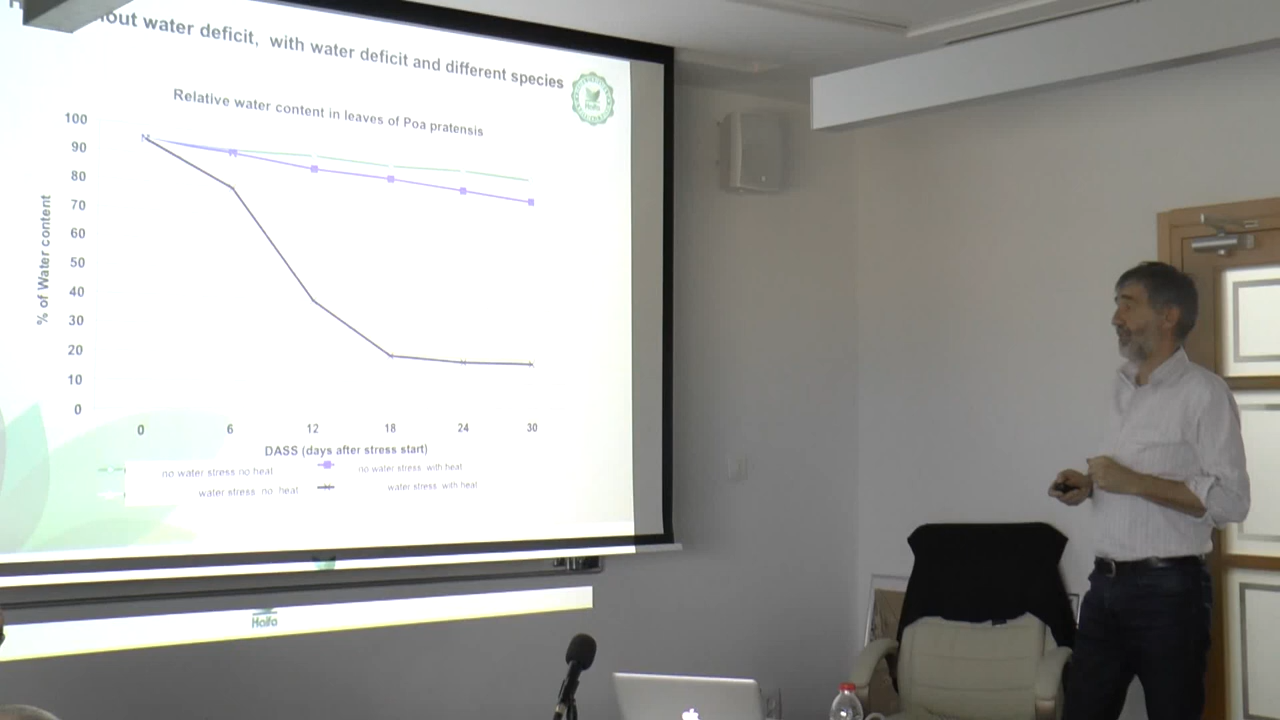 out water deficit, with water deficit and different species
Haifa
Relative water content in leaves of Poa pratensis
% of Water content
100
90
80
70
60
50
40
30
20
10
0
0 6 12 18 24 30
DASS (days after stress start)
no water stress no heat
no water stress with heat
water stress no heat
water stress with heat
Haifa